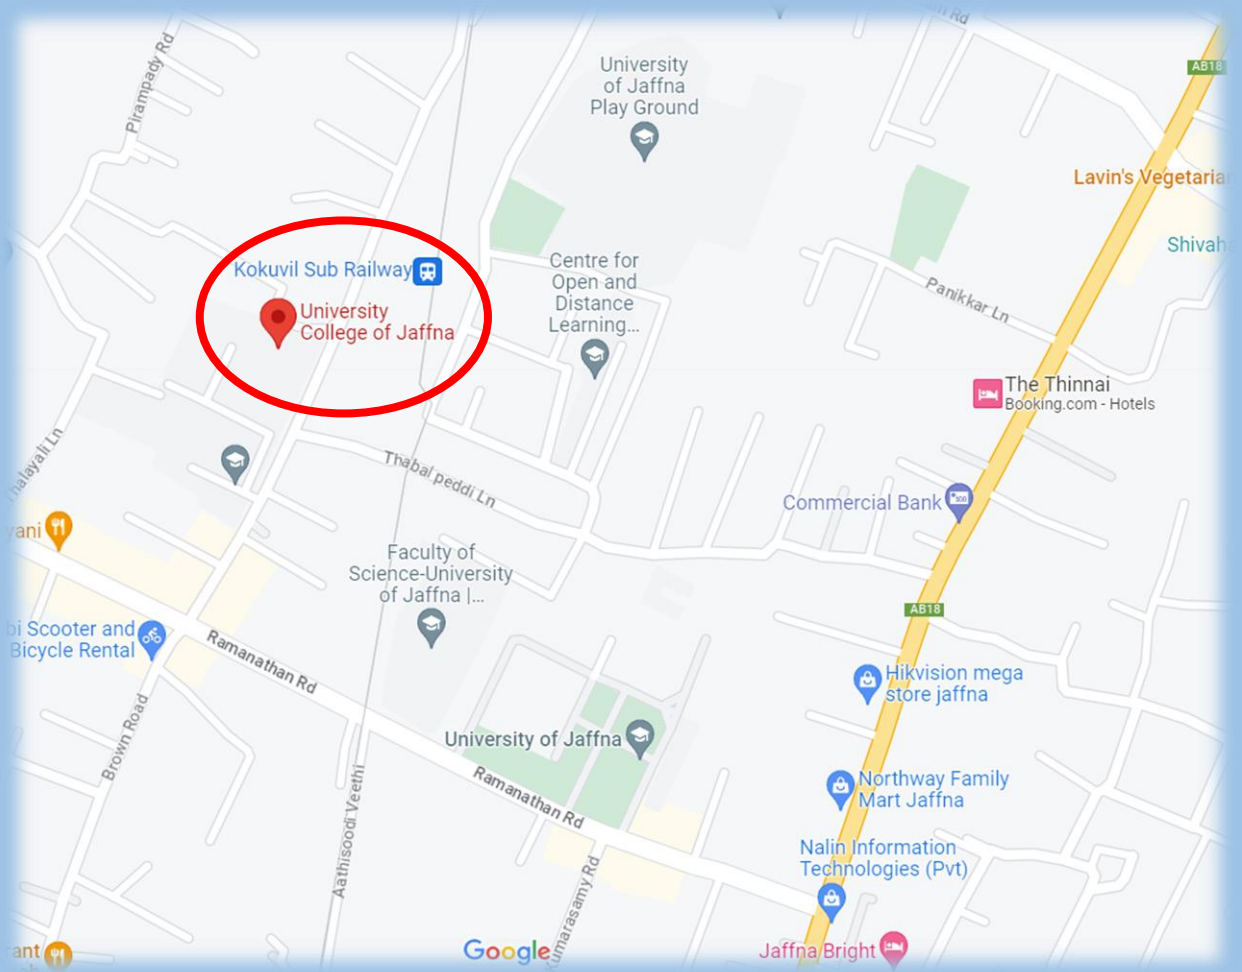 Pirampady Rd
University
of Jaffna
Play Ground
AB18
Lavin's
Shivah
Kokuvil Sub Railway
University
College of Jaffna
Centre for
Open and
Distance
Learning...
Panikkar Ln
The Thinnai
Booking.com - Hotels
Thabal peddi Ln
Commercial Bank
Faculty of
Science-University
of Jaffna |...
AB18
Scooter and
Bicycle Rental
Ramanathan Rd
Hikvision mega
store jaffna
University of Jaffna
Brown Road
Ramanathan Rd
Aathisoodi Veethi
Northway Family
Mart Jaffna
Nalin Information
Technologies (Pvt)
Rd
Google
Jaffna Bright